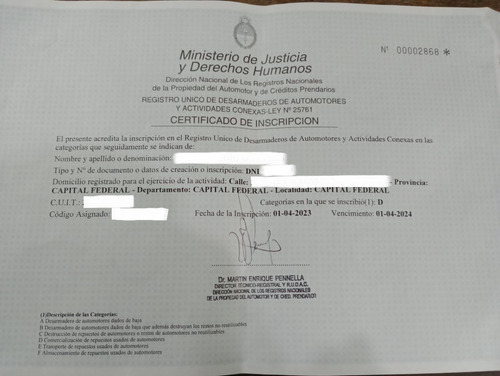 Ministerio de Justicia
y Derechos Humanos
Nº 00002868 *
Dirección Nacional de Los Registros Nacionales
de la Propiedad del Automotor y de Créditos Prendarios
REGISTRO UNICO DE DESARMADEROS DE AUTOMOTORES
Y ACTIVIDADES CONEXAS-LEY Nº 25761
CERTIFICADO DE INSCRIPCION
El presente acredita la inscripción en el Registro Unico de Desarmaderos de Automotores y Actividades Conexas en las
categorías que seguidamente se indican de:
Nombre y apellido o denominación:
Tipo y Nº de documento o datos de creación o inscripción: DNI
Domicilio registrado para el ejercicio de la actividad. Calle: - Provincia:
CAPITAL FEDERAL - Departamento: CAPITAL FEDERAL - Localidad: CAPITAL FEDERAL
C.U.I.T.: Categorías en la que se inscribió(1): D
Código Asignado: Fecha de la Inscripción: 01-04-2023 Vencimiento: 01-04-2024
Dr. MARTIN ENRIQUE PENNELLA
DIRECTOR TÉCNICO-REGISTRAL Y R.U.D.A.C.
DIRECCIÓN NACIONAL DE LOS REGISTROS NACIONALES
DE LA PROPIEDAD DEL AUTOMOTOR Y DE CRED. PRENDARIOS
(1)Descripción de las Categorías:
A Desarmadero de automotores dados de baja
B Desarmadero de automotores dados de baja que además destruyan los restos no reutilizables
C Destrucción de repuestos de automotores o restos de automotores no reutilizables
D Comercialización de repuestos usados de automotores
E Transporte de repuestos usados de automotores
F Almacenamiento de repuestos usados de automotores